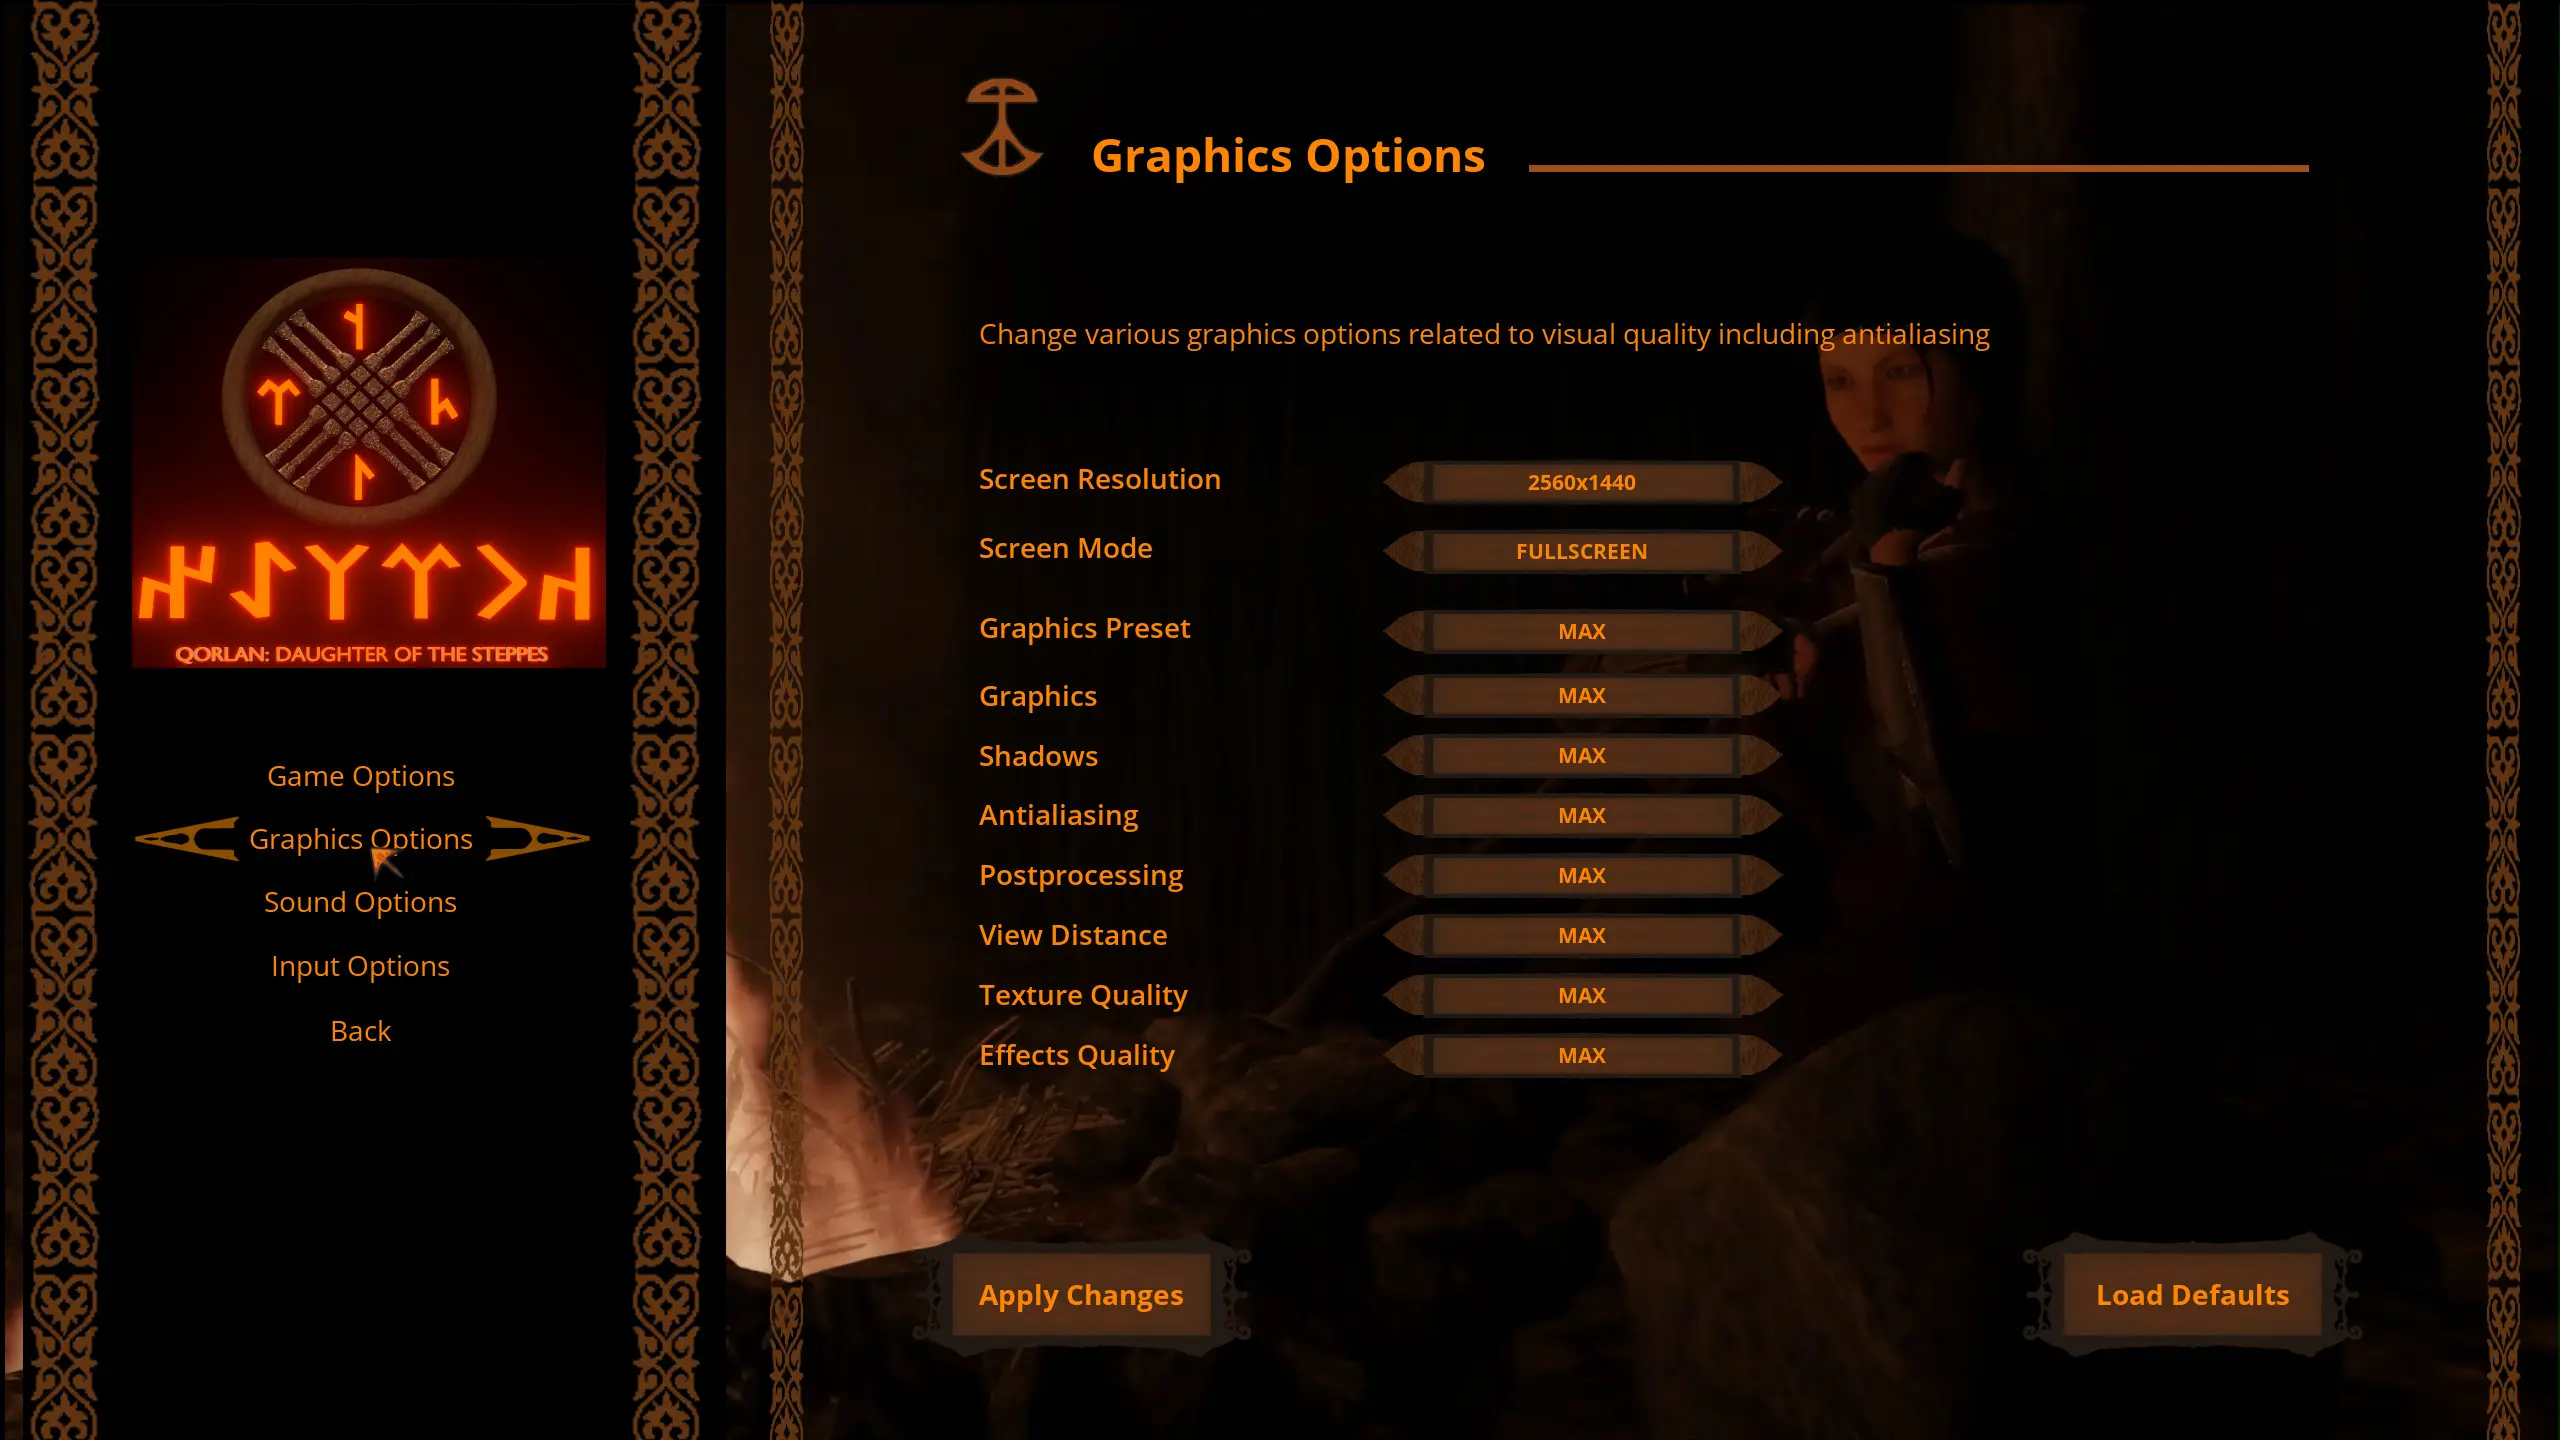 QORLAN: DAUGHTER OF THE STEPPES
Game Options
Graphics Options
Sound Options
Input Options
Back
Graphics Options
Change various graphics options related to visual quality including antialiasing
Screen Resolution 2560x1440
Screen Mode FULLSCREEN
Graphics Preset MAX
Graphics MAX
Shadows MAX
Antialiasing MAX
Postprocessing MAX
View Distance MAX
Texture Quality MAX
Effects Quality MAX
Apply Changes
Load Defaults